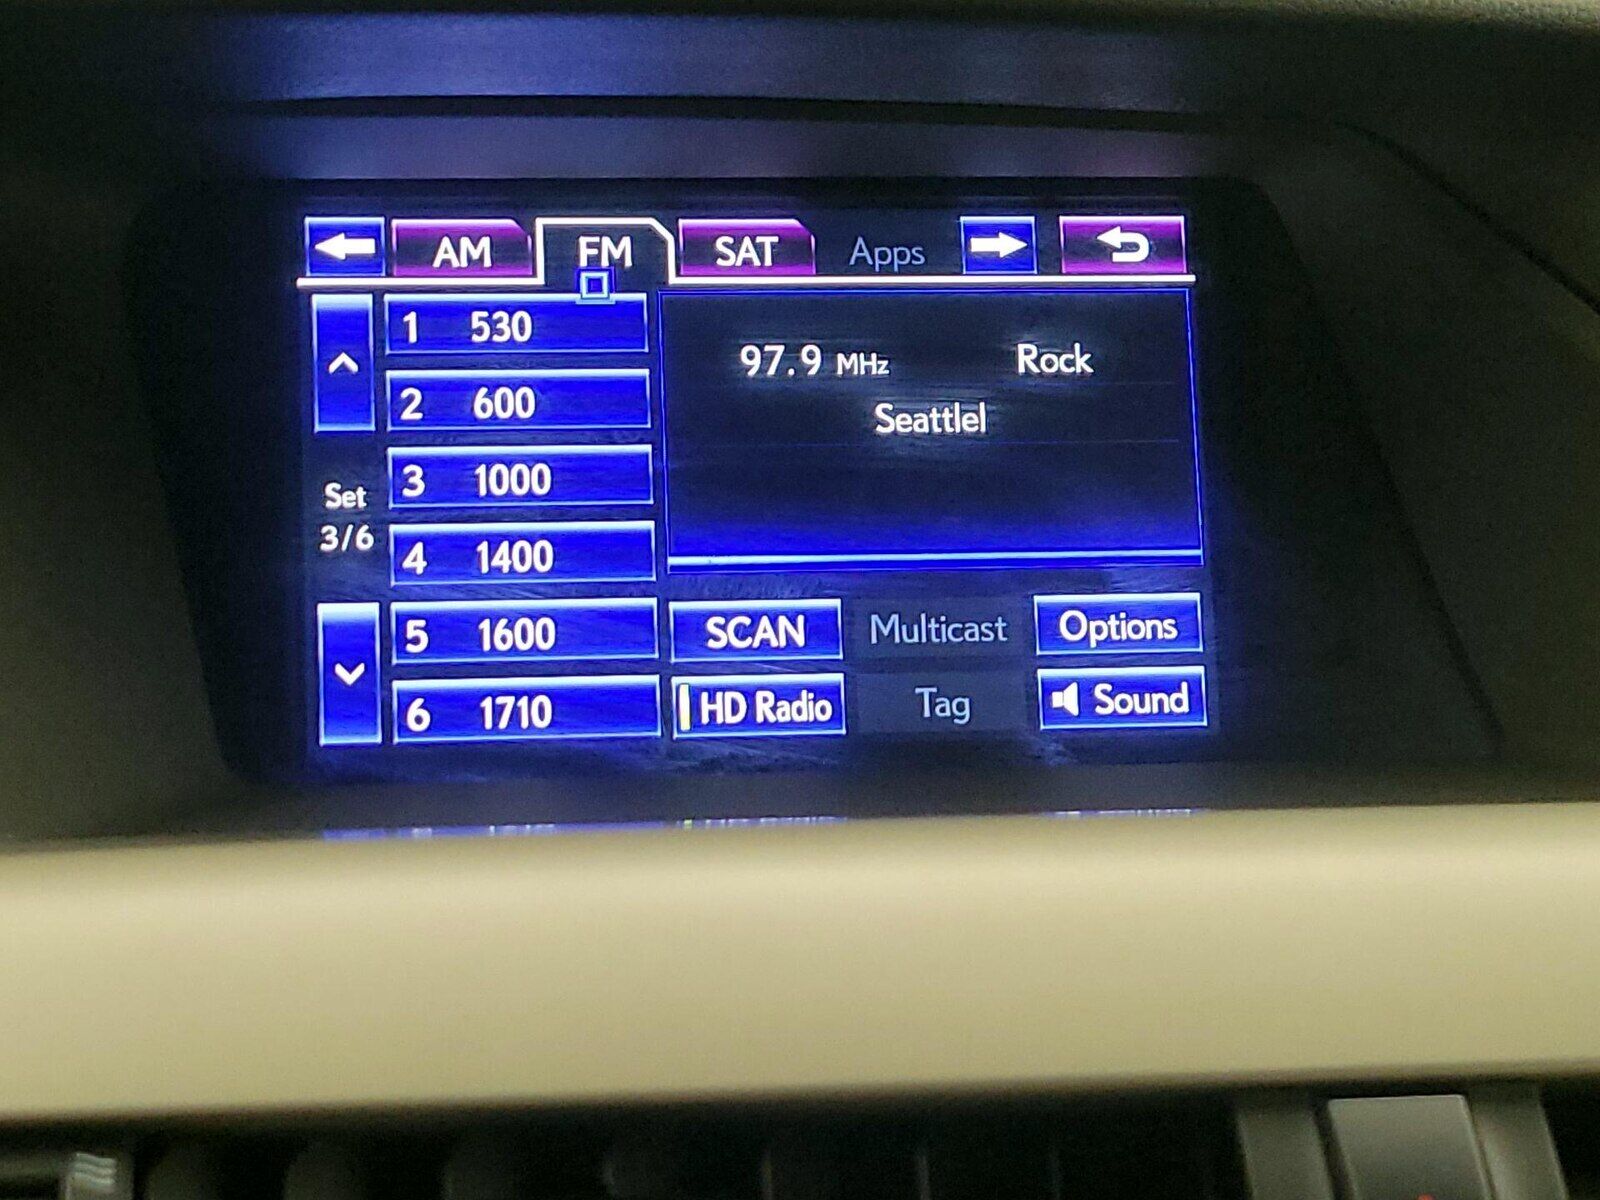 AM FM SAT Apps
1 530
2 600
3 1000
4 1400
5 1600
6 1710
Set
3/6
97.9 MHz Rock
Seattlel
SCAN Multicast Options
HD Radio Tag Sound